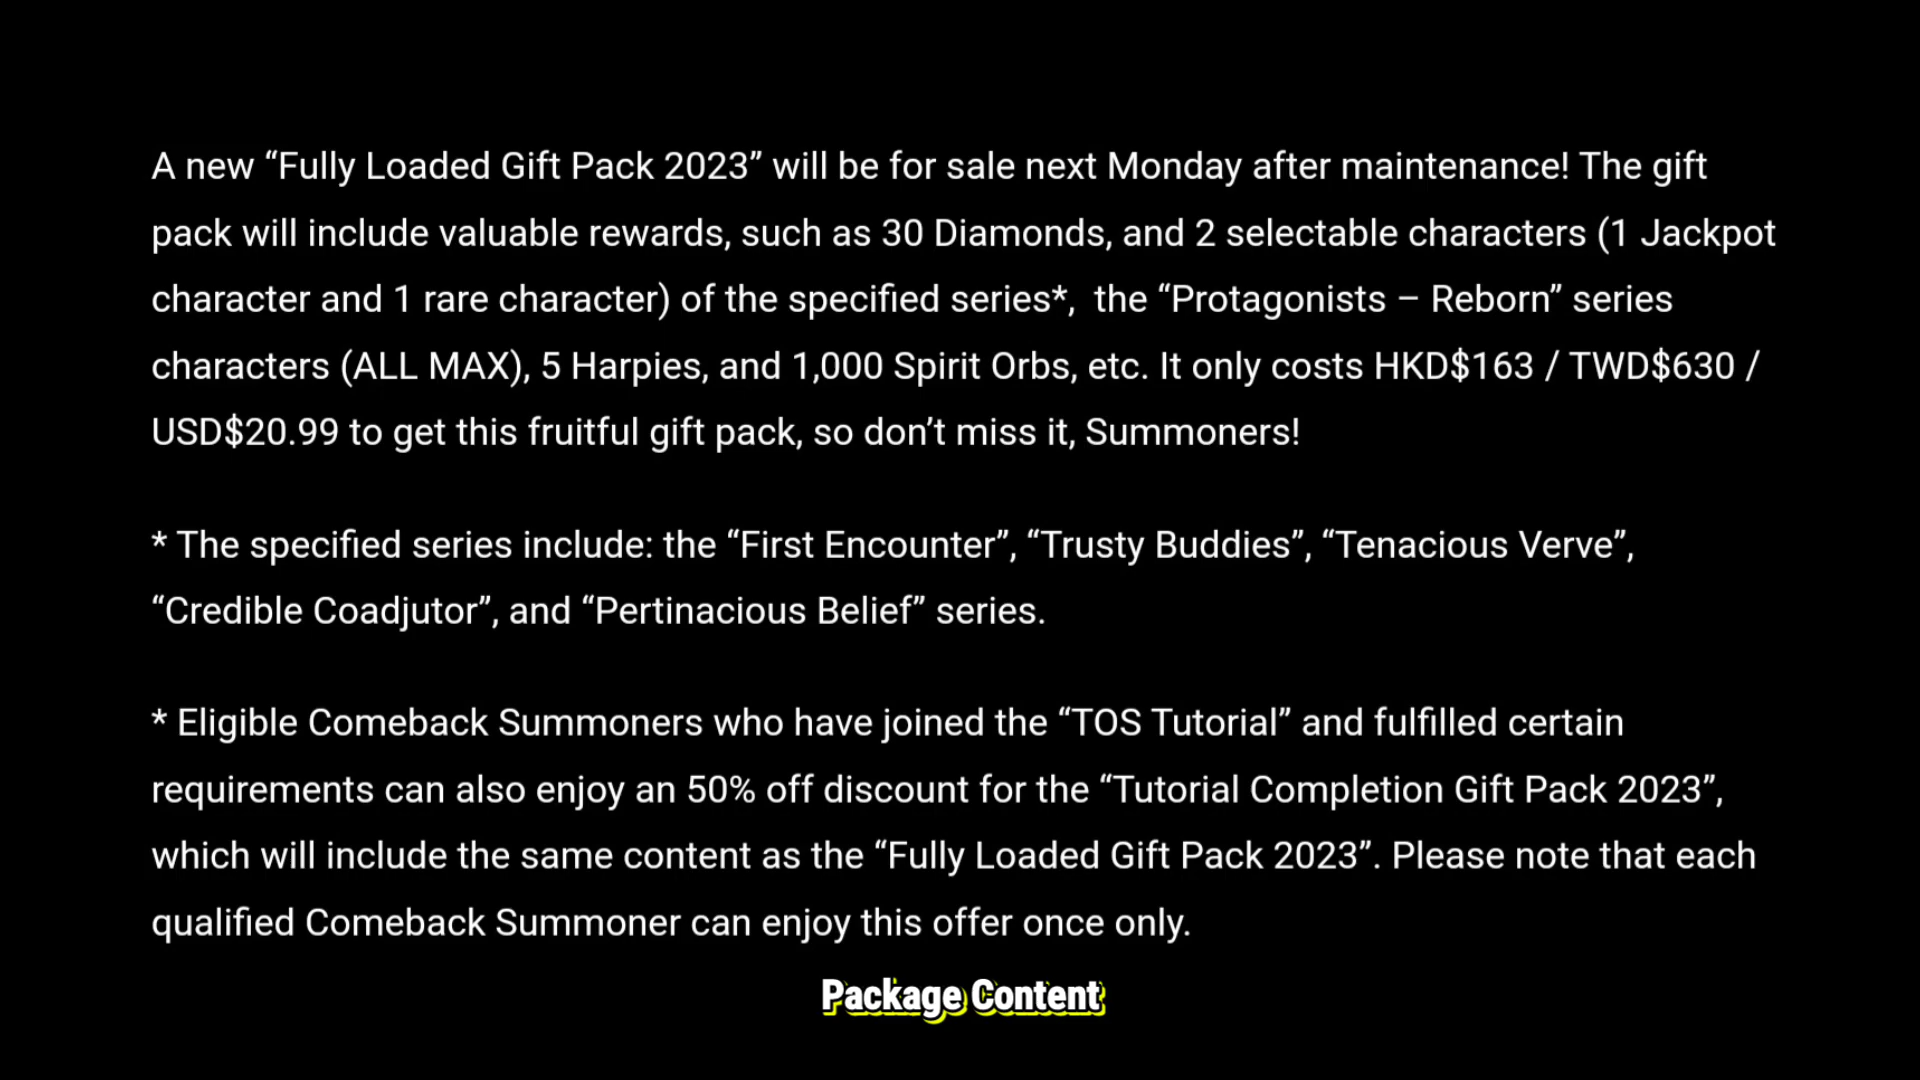 A new “Fully Loaded Gift Pack 2023” will be for sale next Monday after maintenance! The gift
pack will include valuable rewards, such as 30 Diamonds, and 2 selectable characters (1 Jackpot
character and 1 rare character) of the specified series*,  the “Protagonists – Reborn” series
characters (ALL MAX), 5 Harpies, and 1,000 Spirit Orbs, etc. It only costs HKD$163 / TWD$630 /
USD$20.99 to get this fruitful gift pack, so don’t miss it, Summoners!
* The specified series include: the “First Encounter”, “Trusty Buddies”, “Tenacious Verve”,
“Credible Coadjutor”, and “Pertinacious Belief” series.
* Eligible Comeback Summoners who have joined the “TOS Tutorial” and fulfilled certain
requirements can also enjoy an 50% off discount for the “Tutorial Completion Gift Pack 2023”,
which will include the same content as the “Fully Loaded Gift Pack 2023”. Please note that each
qualified Comeback Summoner can enjoy this offer once only.
Package Content